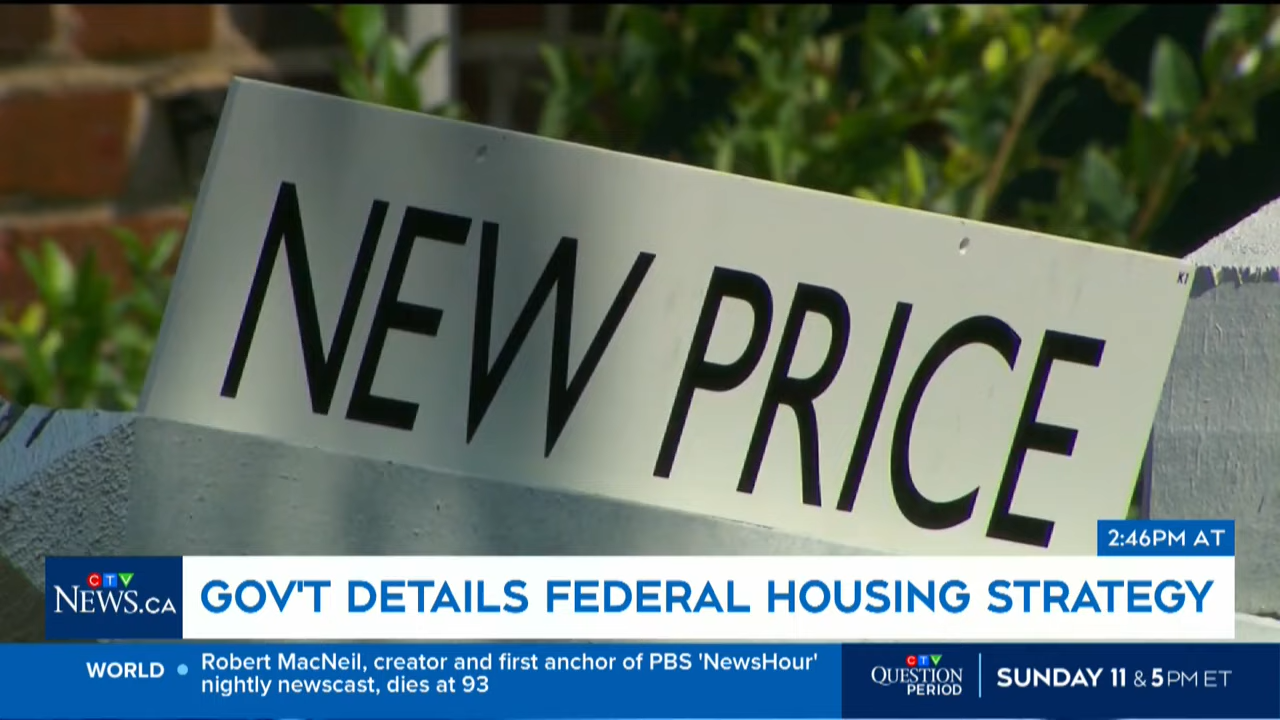 NEW PRICE
K1
2:46PM AT
CTV
NEWS.CA
GOV'T DETAILS FEDERAL HOUSING STRATEGY
WORLD
Robert MacNeil, creator and first anchor of PBS 'NewsHour'
nightly newscast, dies at 93
CTV
QUESTION
PERIOD
SUNDAY 11 & 5PM ET